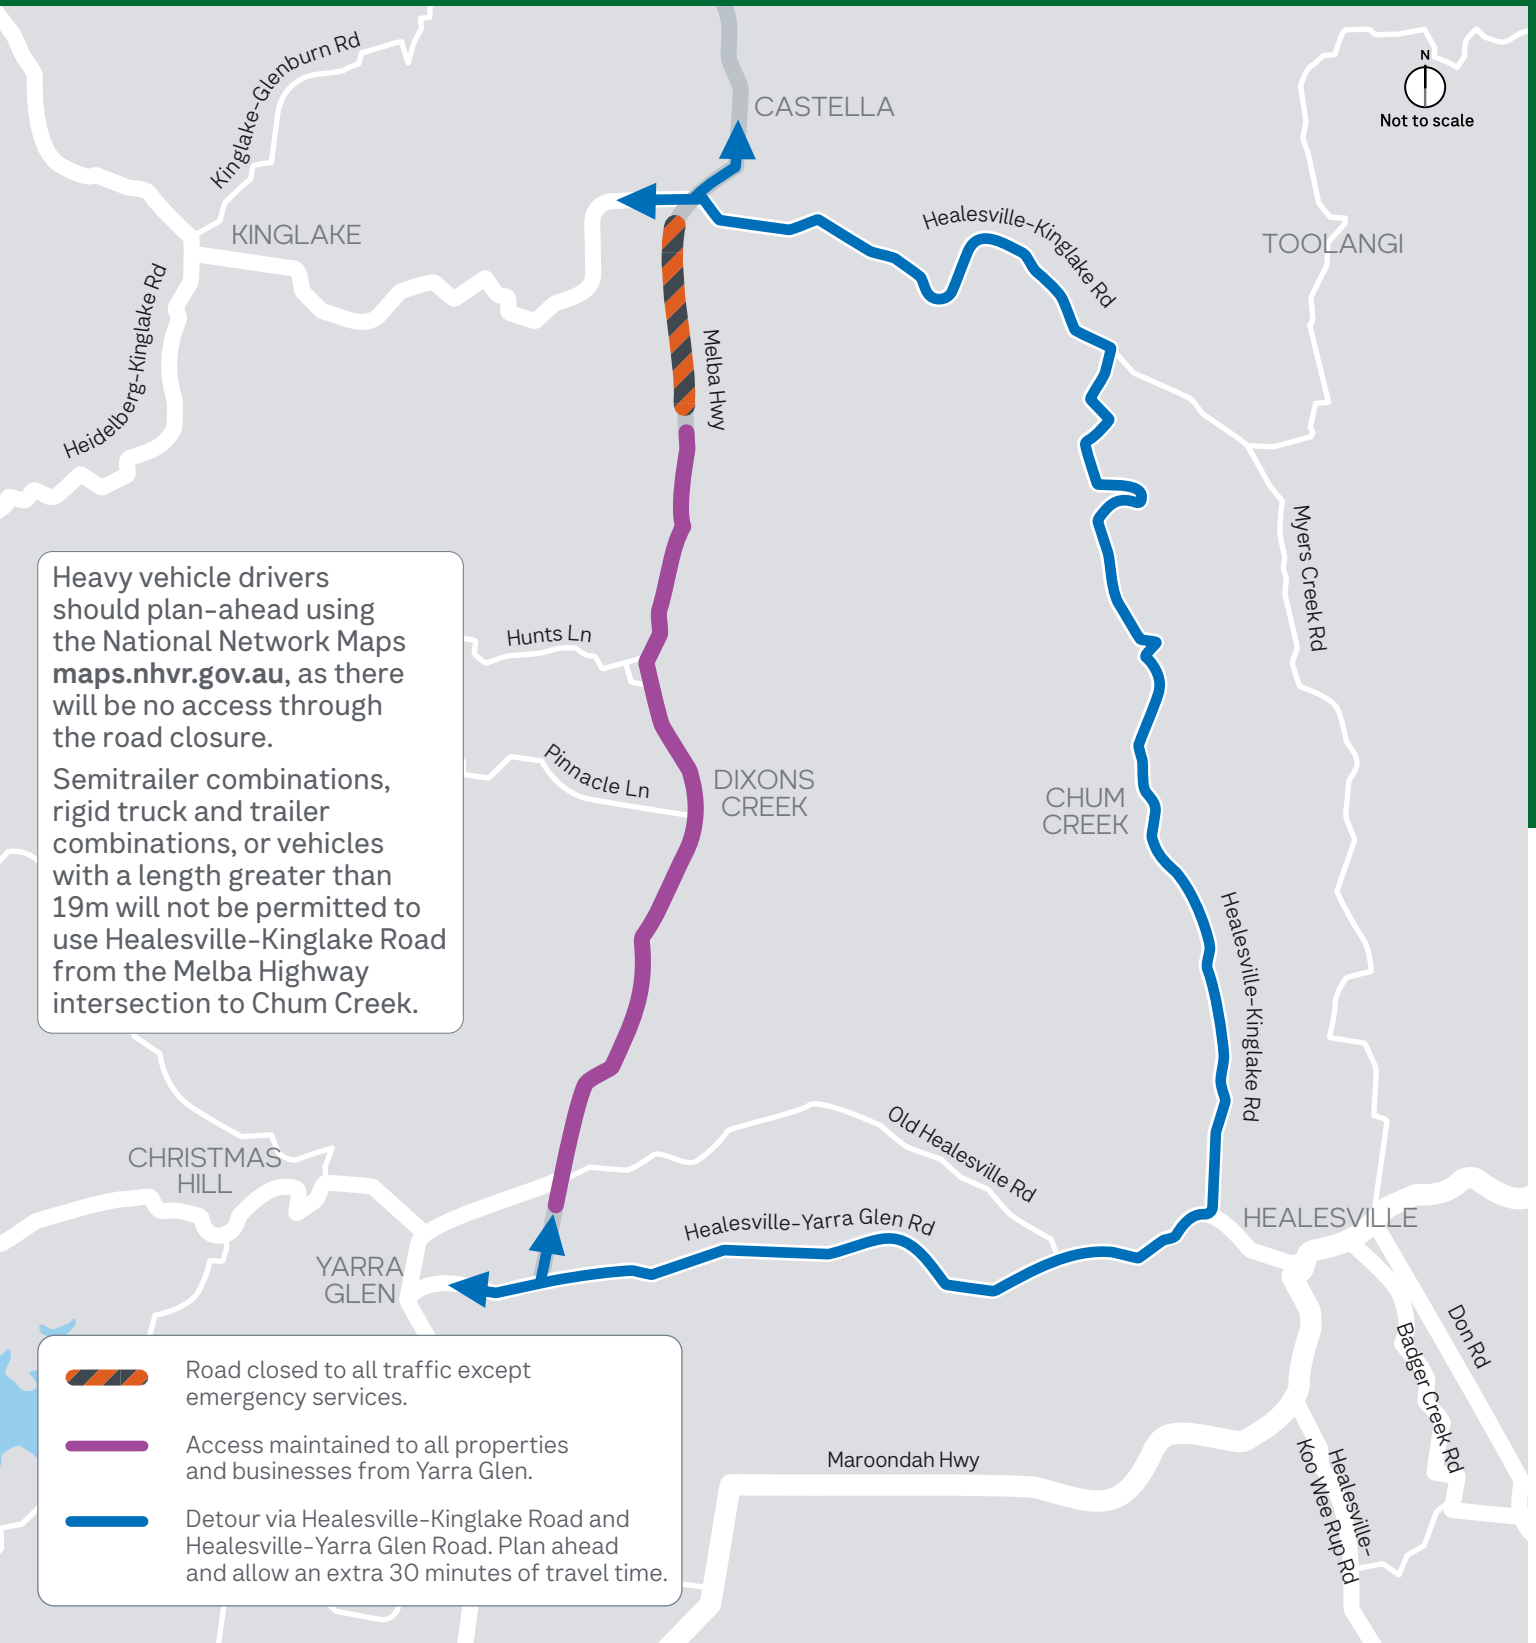 Kinglake-Glenburn Rd
N
Not to scale
CASTELLA
KINGLAKE
Healesville-Kinglake Rd
TOOLANGI
Heidelberg-Kinglake Rd
Melba Hwy
Myers Creek Rd
Heavy vehicle drivers
should plan-ahead using
the National Network Maps
maps.nhvr.gov.au, as there
will be no access through
the road closure.
Semitrailer combinations,
rigid truck and trailer
combinations, or vehicles
with a length greater than
19m will not be permitted to
use Healesville-Kinglake Road
from the Melba Highway
intersection to Chum Creek.
Hunts Ln
Pinnacle Ln
DIXONS
CREEK
CHUM
CREEK
Healesville-Kinglake Rd
Old Healesville Rd
CHRISTMAS
HILL
Healesville-Yarra Glen Rd
HEALESVILLE
YARRA
GLEN
Don Rd
Badger Creek Rd
Maroondah Hwy
Healesville-
Koo Wee Rup Rd
Road closed to all traffic except
emergency services.
Access maintained to all properties
and businesses from Yarra Glen.
Detour via Healesville-Kinglake Road and
Healesville-Yarra Glen Road. Plan ahead
and allow an extra 30 minutes of travel time.